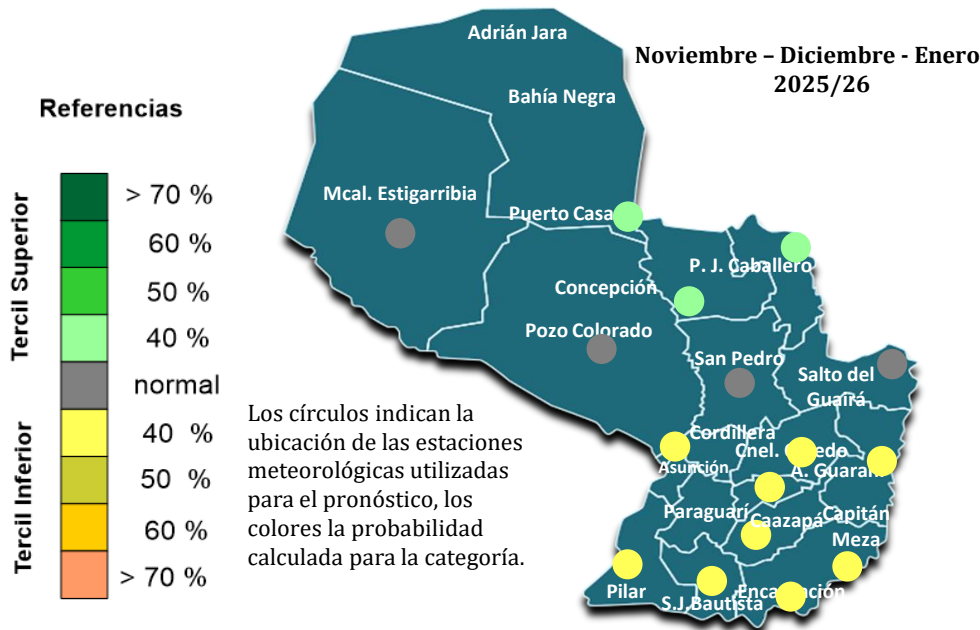 Adrián Jara
Noviembre – Diciembre - Enero
2025/26
Bahía Negra
Referencias
Tercil Superior
> 70 %
60 %
50 %
40 %
normal
Tercil Inferior
40 %
50 %
60 %
> 70 %
Mcal. Estigarribia
Puerto Casa
P. J. Caballero
Concepción
Pozo Colorado
San Pedro
Salto del
Guairá
Los círculos indican la
ubicación de las estaciones
meteorológicas utilizadas
para el pronóstico, los
colores la probabilidad
calculada para la categoría.
Cordillera
Asunción
Cnel.
A. Guaraní
Paraguarí
Caazapá
Capitán
Meza
Pilar
S.J.Bautista